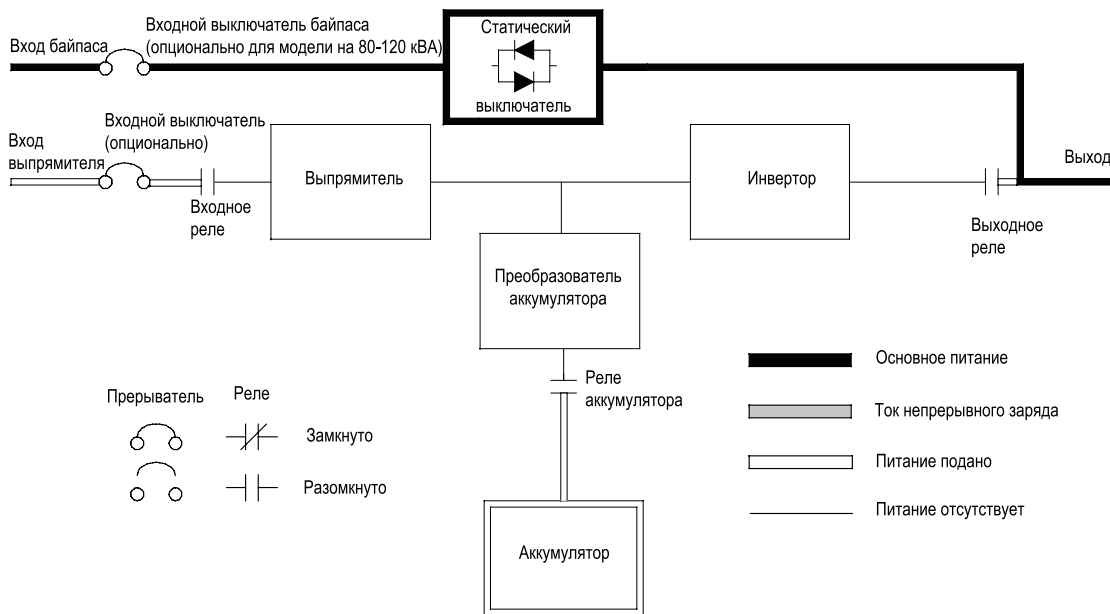 Вход байпаса
Входной выключатель байпаса
(опционально для модели на 80-120 кВА)
Статический
выключатель
Вход
выпрямителя
Входной выключатель
(опционально)
Входное
реле
Выпрямитель
Инвертор
Выход
Выходное
реле
Преобразователь
аккумулятора
Реле
аккумулятора
Аккумулятор
Прерыватель
Реле
Замкнуто
Разомкнуто
Основное питание
Ток непрерывного заряда
Питание подано
Питание отсутствует